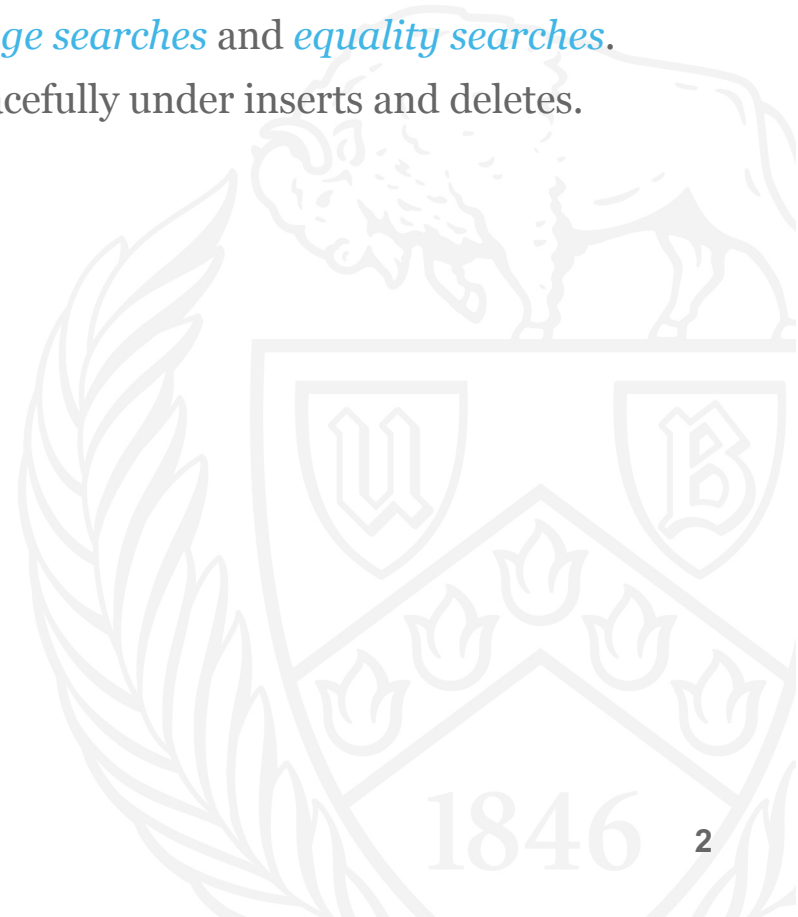 ge searches and equality searches.
cefully under inserts and deletes.
U B
1846
2